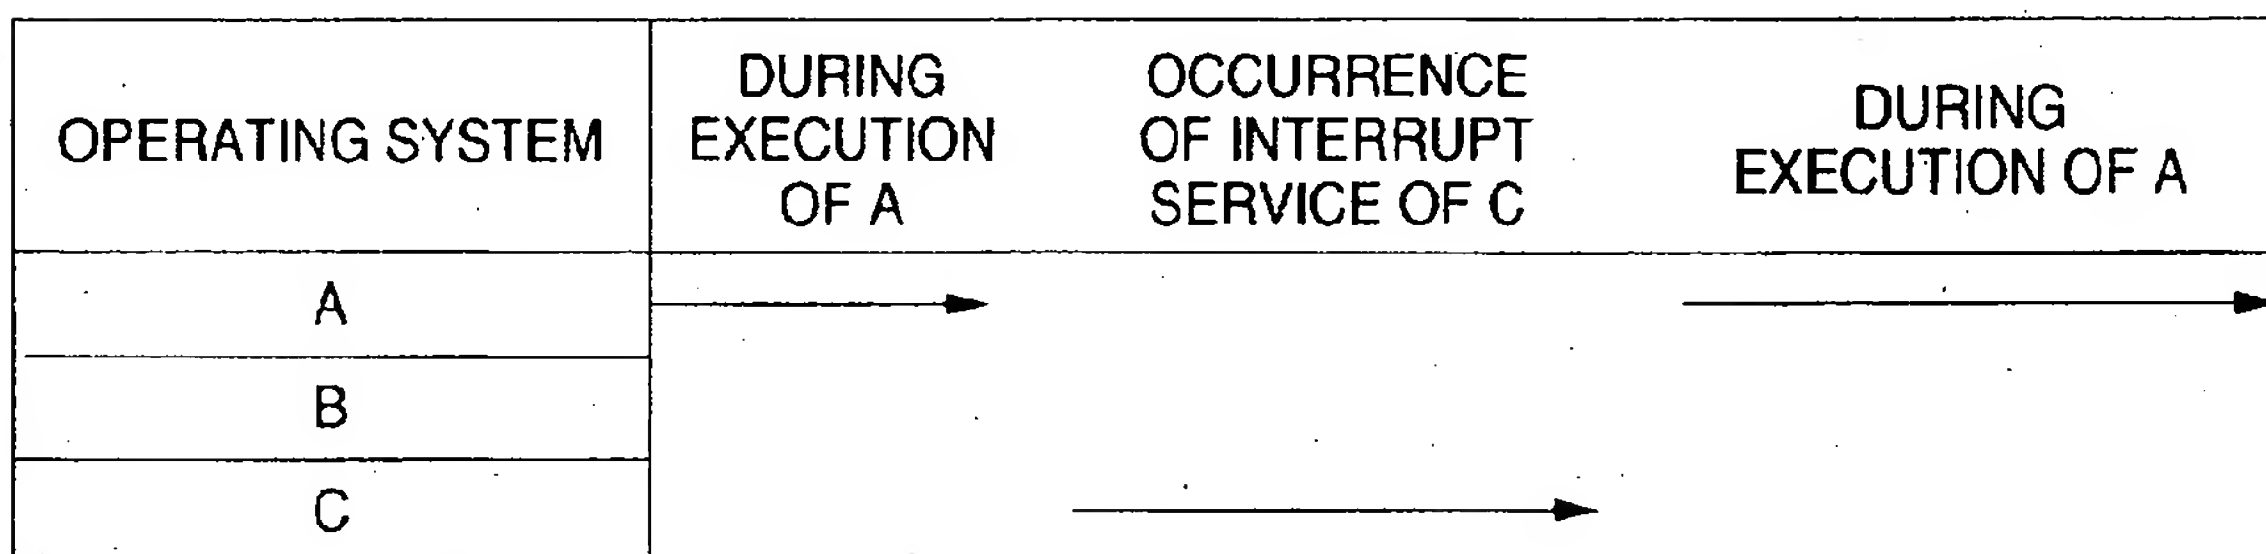 OPERATING SYSTEM
DURING
EXECUTION
OF A
OCCURRENCE
OF INTERRUPT
SERVICE OF C
DURING
EXECUTION OF A
A
B
C